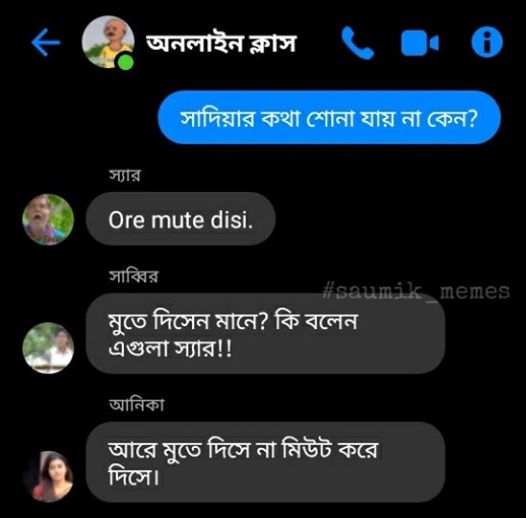 অনলাইন ক্লাস
সাদিয়ার কথা শোনা যায় না কেন?
স্যার
Ore mute disi.
সাব্বির
#saumik_memes
মুতে দিসেন মানে? কি বলেন
এগুলা স্যার!!
আনিকা
আরে মুতে দিসে না মিউট করে
দিসে।